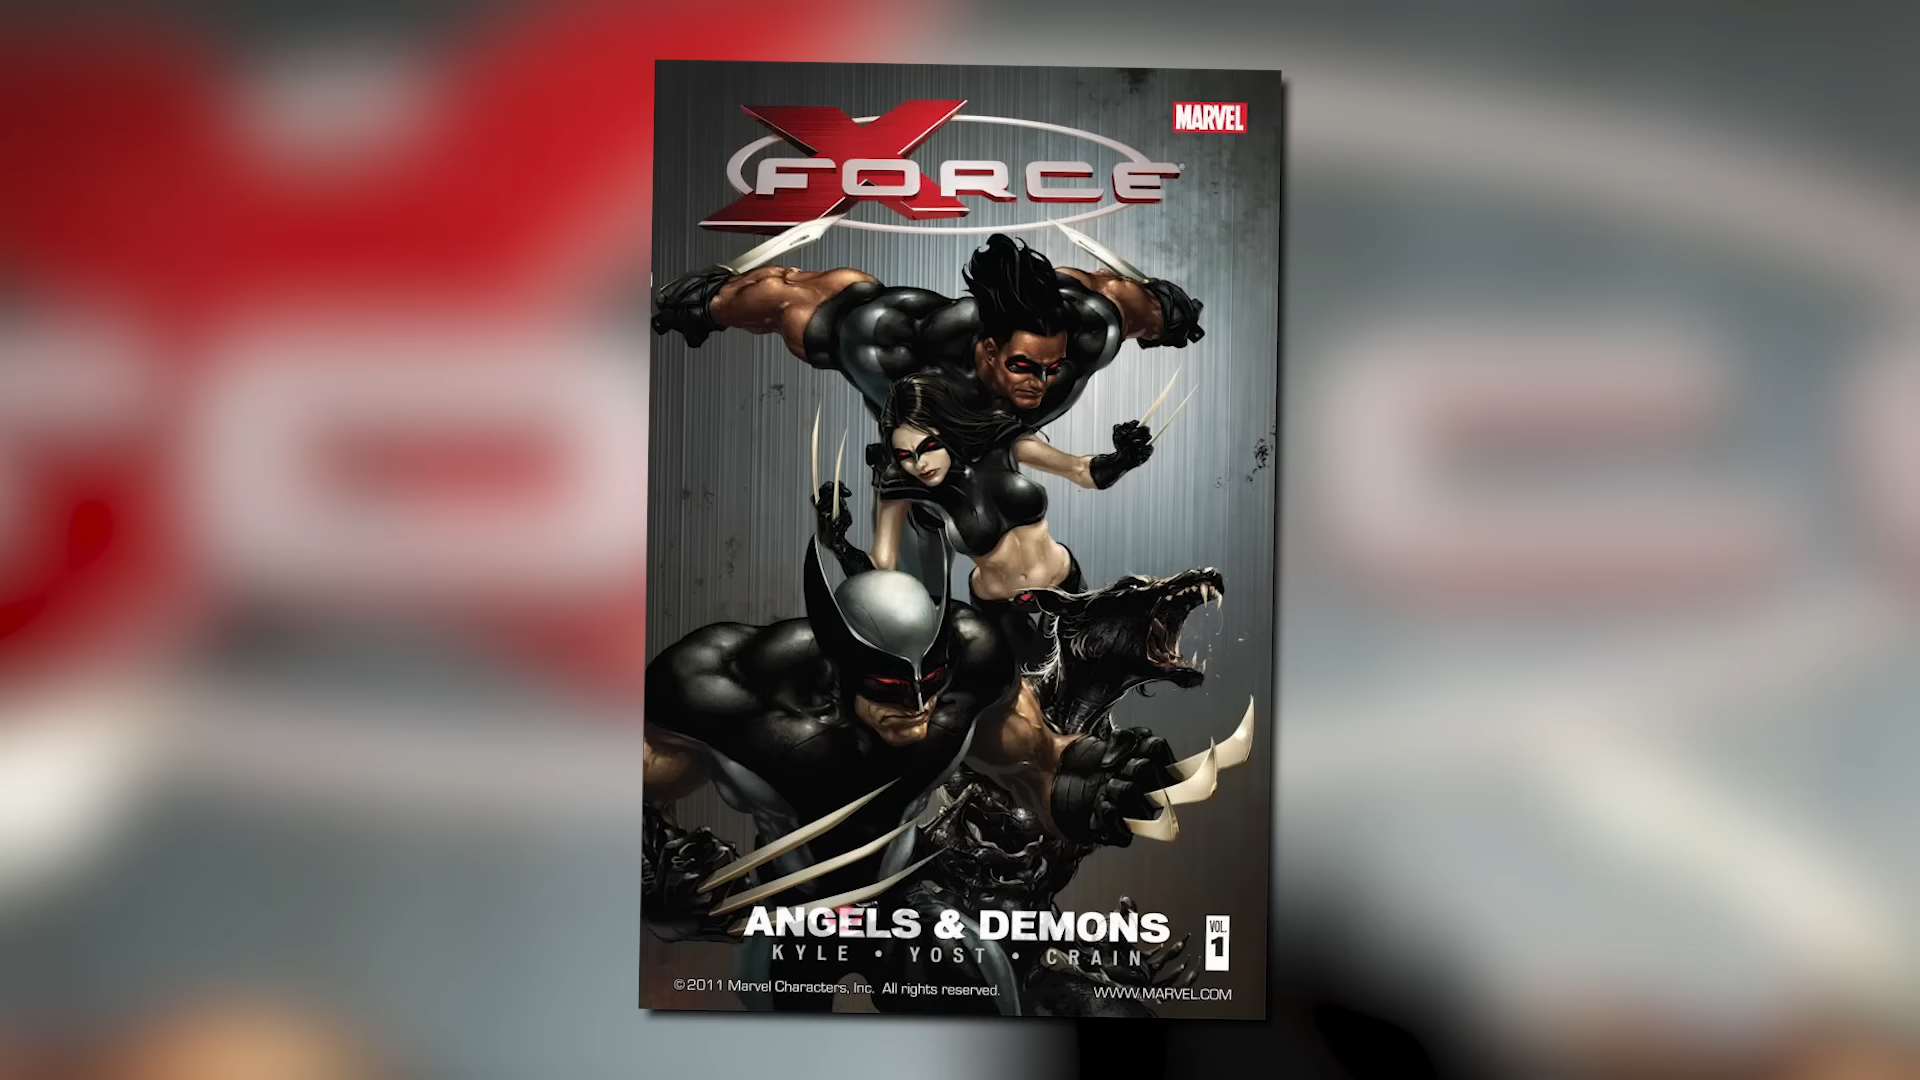 X
FORCE
MARVEL
ANGELS & DEMONS
KYLE • YOST • CRAIN
VOL.
1
©2011 Marvel Characters, Inc. All rights reserved.
WWW.MARVEL.COM